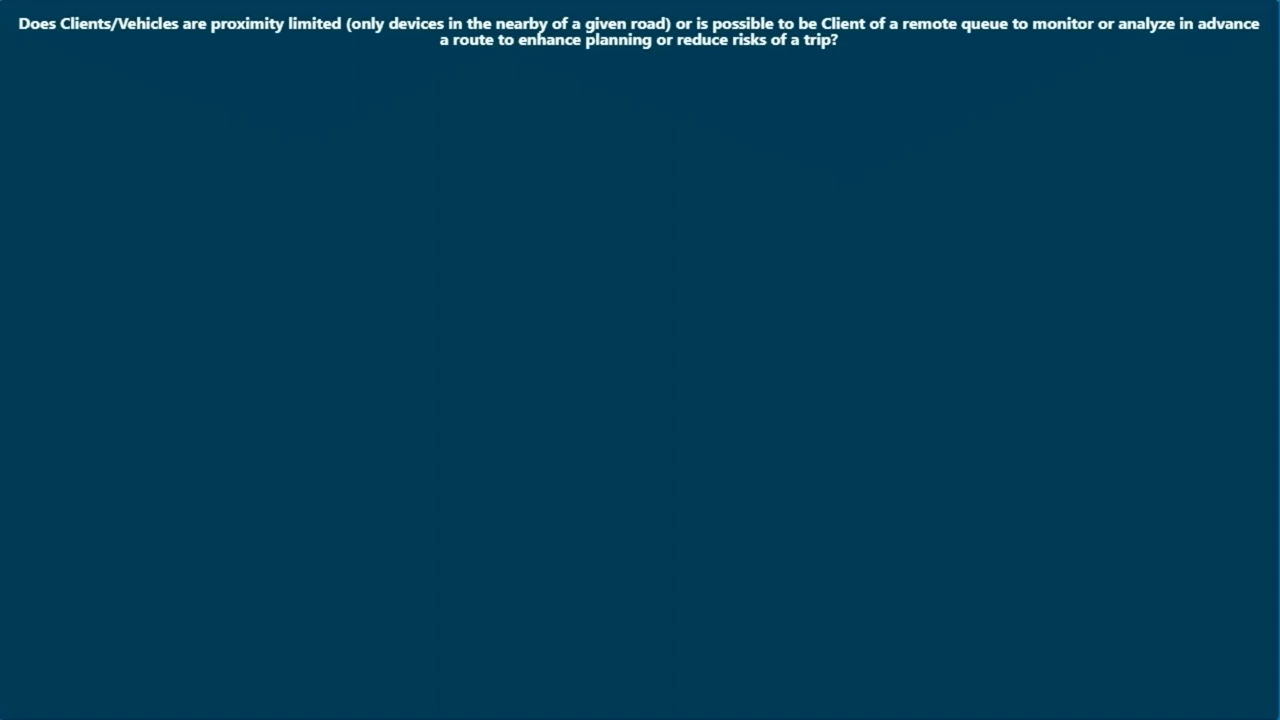 Does Clients/Vehicles are proximity limited (only devices in the nearby of a given road) or is possible to be Client of a remote queue to monitor or analyze in advance
a route to enhance planning or reduce risks of a trip?